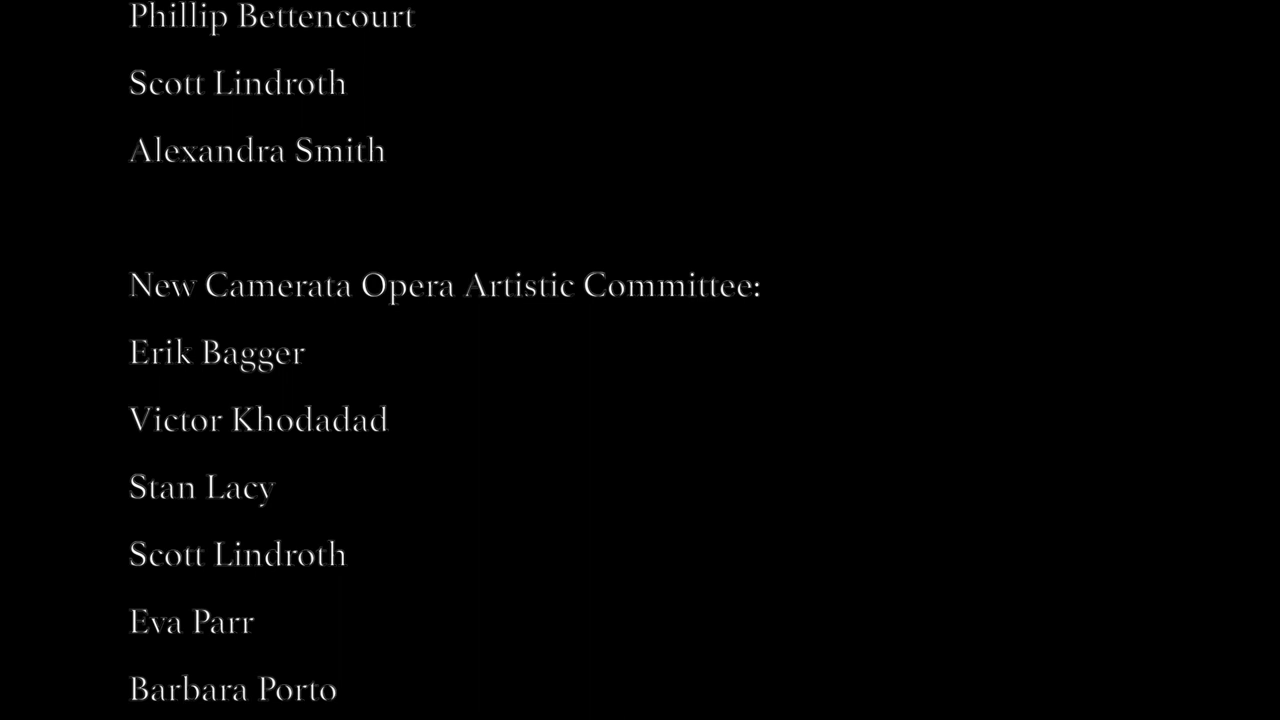 Phillip Bettencourt
Scott Lindroth
Alexandra Smith
New Camerata Opera Artistic Committee:
Erik Bagger
Victor Khodadad
Stan Lacy
Scott Lindroth
Eva Parr
Barbara Porto